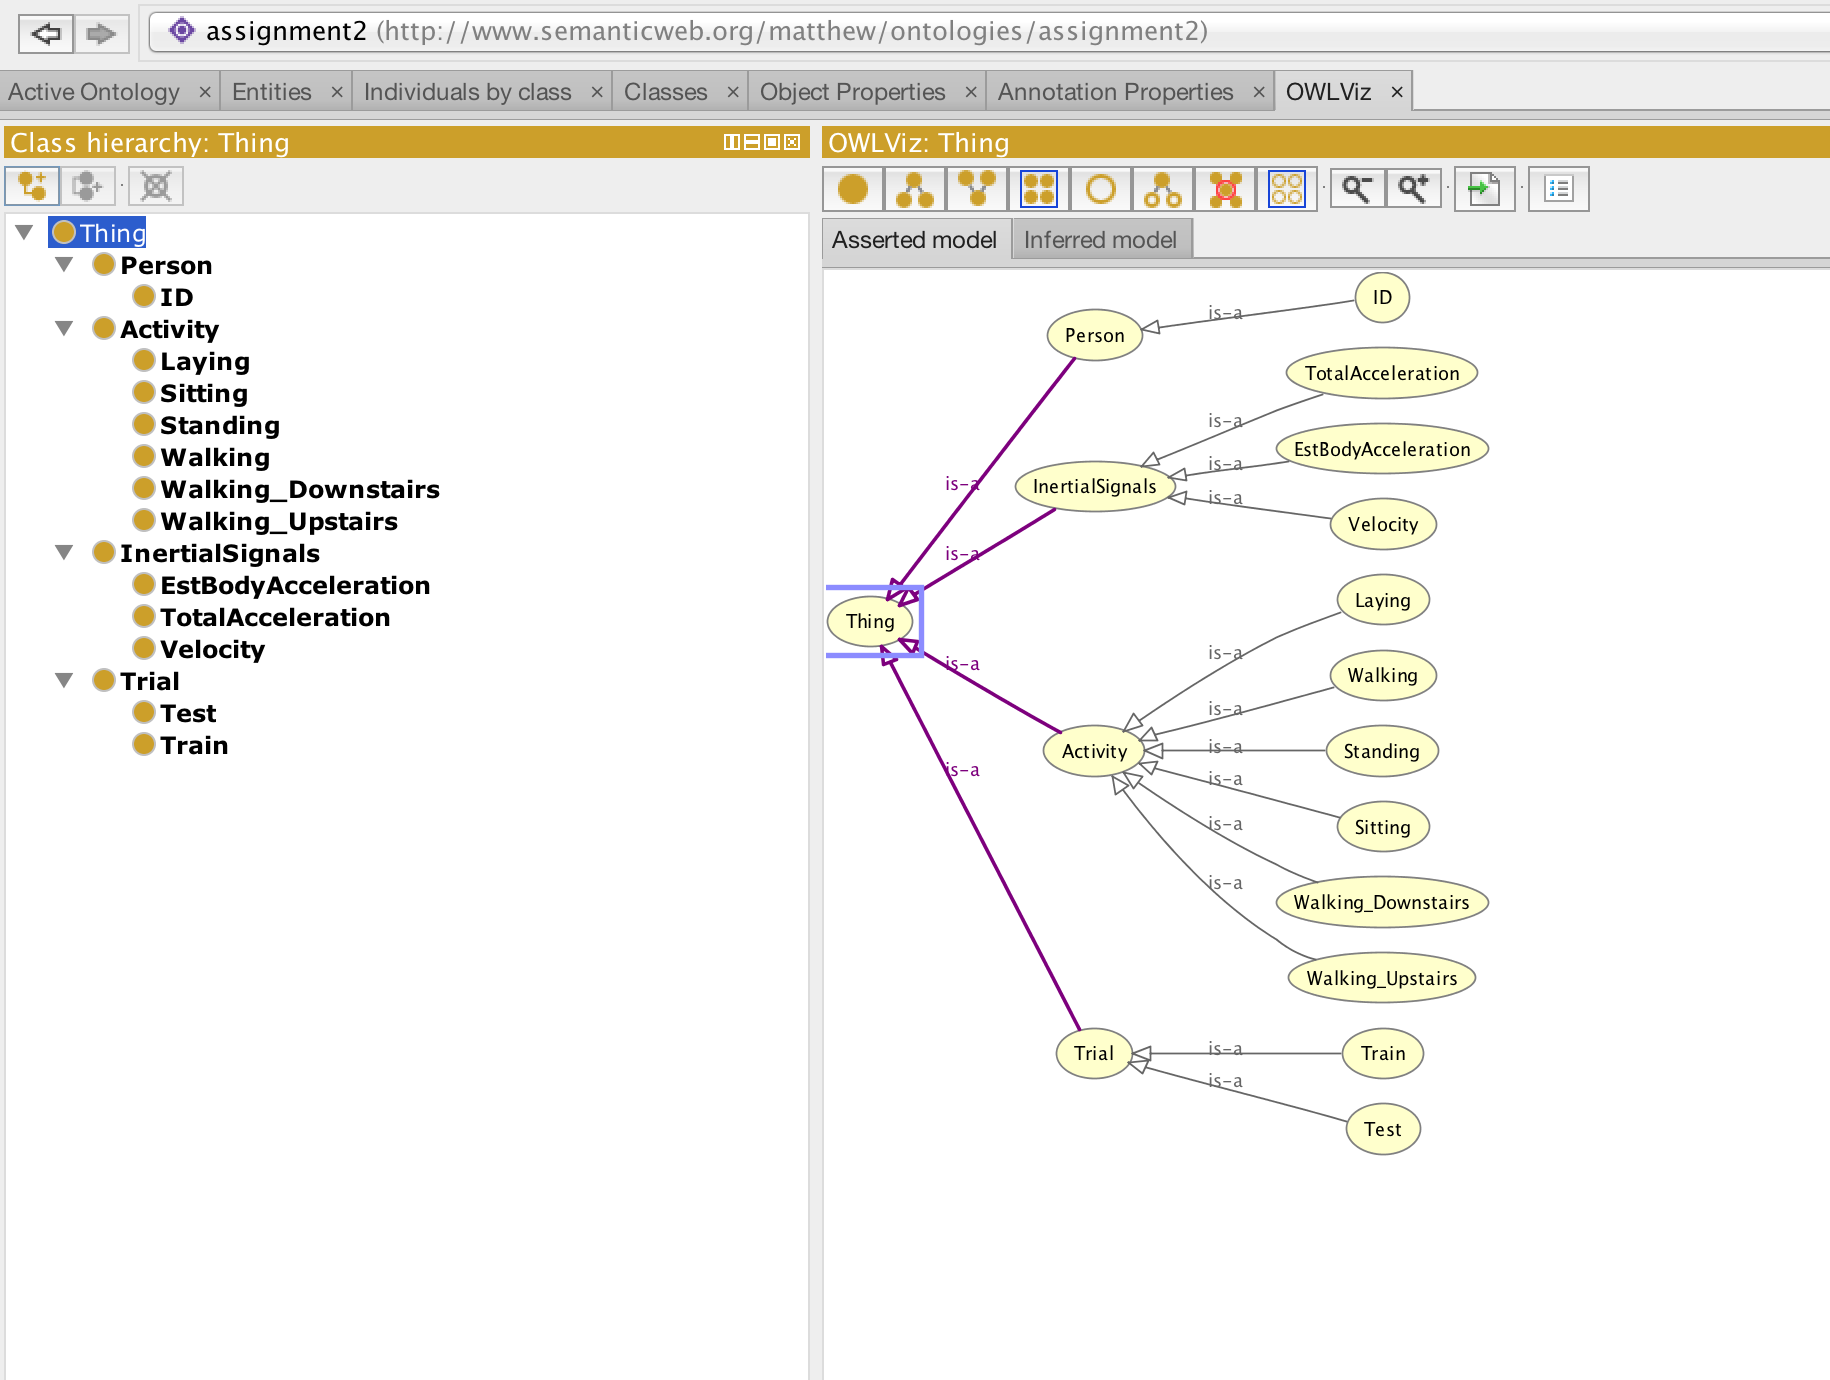 assignment2 (http://www.semanticweb.org/matthew/ontologies/assignment2)
Active Ontology × Entities × Individuals by class × Classes × Object Properties × Annotation Properties × OWLViz ×
Class hierarchy: Thing
Thing
Person
ID
Activity
Laying
Sitting
Standing
Walking
Walking_Downstairs
Walking_Upstairs
InertialSignals
EstBodyAcceleration
TotalAcceleration
Velocity
Trial
Test
Train
OWLViz: Thing
Asserted model Inferred model
ID
is-a
Person
TotalAcceleration
is-a
EstBodyAcceleration
is-a
is-a
InertialSignals
is-a
Velocity
is-a
Laying
Thing
is-a
is-a
Walking
is-a
Activity
is-a
Standing
is-a
is-a
Sitting
is-a
is-a
Walking_Downstairs
Walking_Upstairs
Trial
is-a
Train
is-a
Test